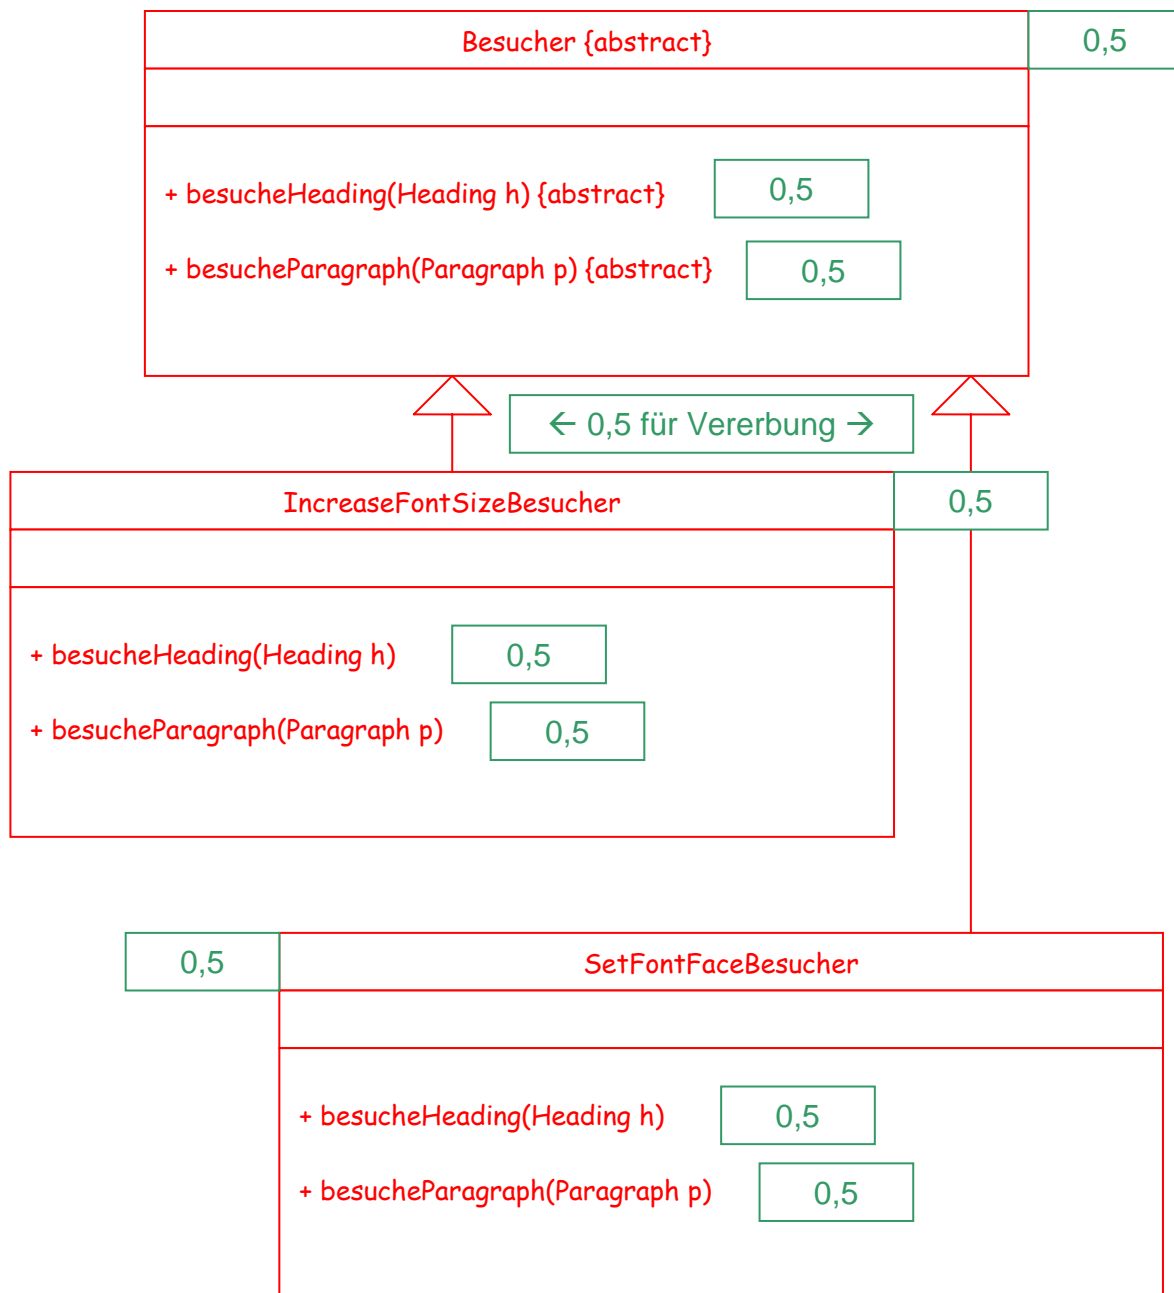 Besucher {abstract}
0,5
+ besucheHeading(Heading h) {abstract}
0,5
+ besucheParagraph(Paragraph p) {abstract}
0,5
← 0,5 für Vererbung →
IncreaseFontSizeBesucher
0,5
+ besucheHeading(Heading h)
0,5
+ besucheParagraph(Paragraph p)
0,5
0,5
SetFontFaceBesucher
+ besucheHeading(Heading h)
0,5
+ besucheParagraph(Paragraph p)
0,5